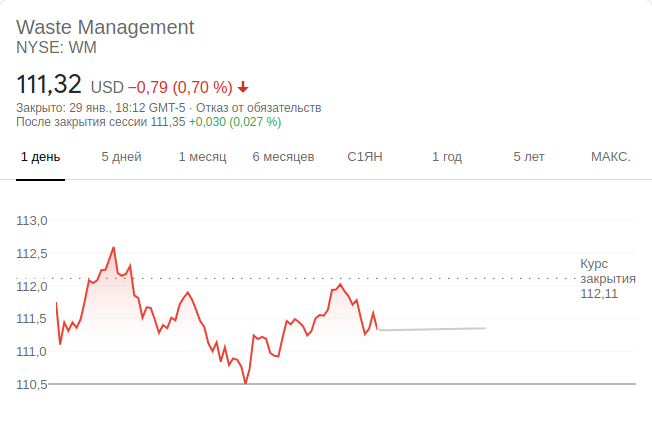 Waste Management
NYSE: WM
111,32 USD −0,79 (0,70 %)
Закрыто: 29 янв., 18:12 GMT-5 · Отказ от обязательств
После закрытия сессии 111,35 +0,030 (0,027 %)
1 день 5 дней 1 месяц 6 месяцев С1ЯН 1 год 5 лет МАКС.
113,0
112,5
112,0
111,5
111,0
110,5
Курс
закрытия
112,11